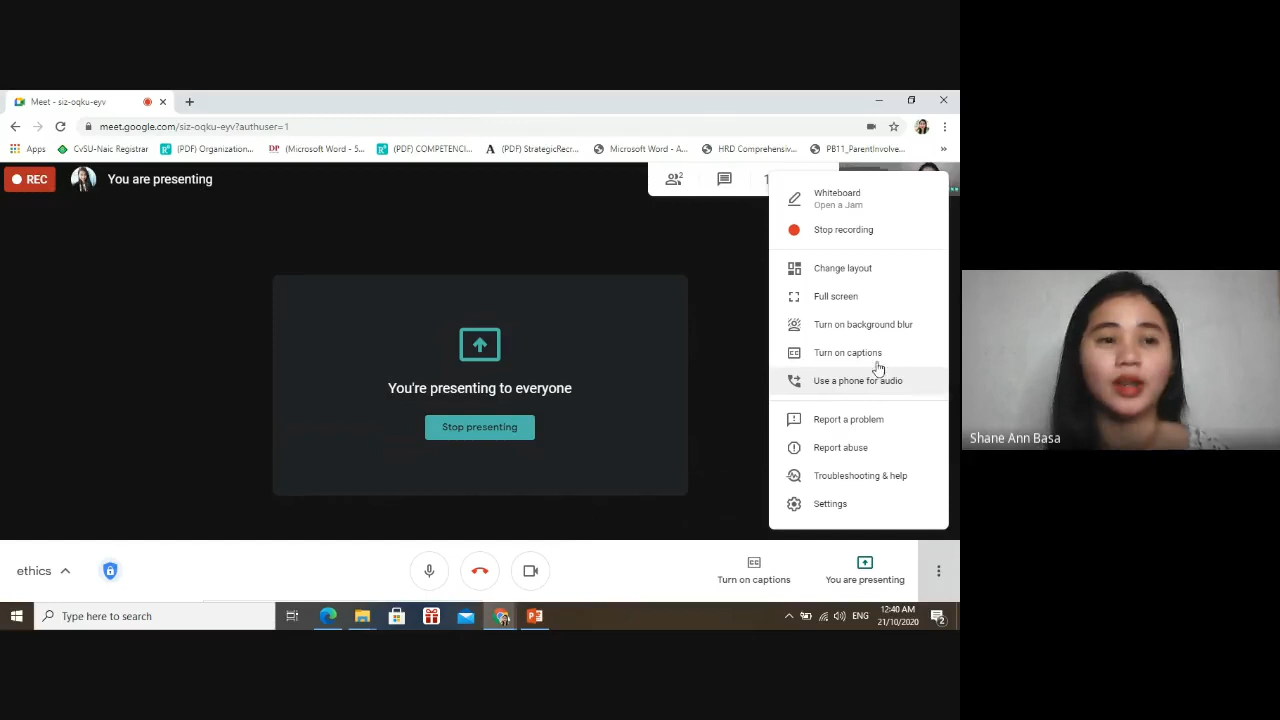 Meet - siz-oqku-eyv
meet.google.com/siz-oqku-eyv?authuser=1
Apps
CvSU-Naic Registrar
(PDF) Organization...
DP
(Microsoft Word - 5...
(PDF) COMPETENCI...
A
(PDF) StrategicRecr...
Microsoft Word - A...
HRD Comprehensiv...
PB11_ParentInvolve...
REC
You are presenting
2
Whiteboard
Open a Jam
Stop recording
Change layout
Full screen
Turn on background blur
Turn on captions
Use a phone for audio
Report a problem
Report abuse
Troubleshooting & help
Settings
You're presenting to everyone
Stop presenting
Shane Ann Basa
ethics
Turn on captions
You are presenting
Type here to search
ENG
12:40 AM
21/10/2020
2